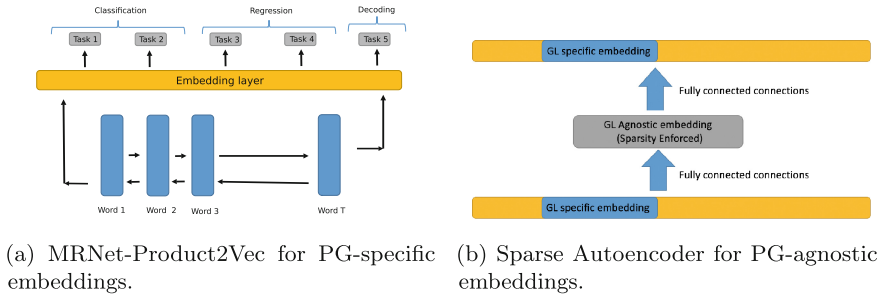 Classification
Regression
Decoding
Task 1
Task 2
Task 3
Task 4
Task 5
Embedding layer
Word 1
Word 2
Word 3
Word T
(a) MRNet-Product2Vec for PG-specific
embeddings.
GL specific embedding
Fully connected connections
GL Agnostic embedding
(Sparsity Enforced)
Fully connected connections
GL specific embedding
(b) Sparse Autoencoder for PG-agnostic
embeddings.